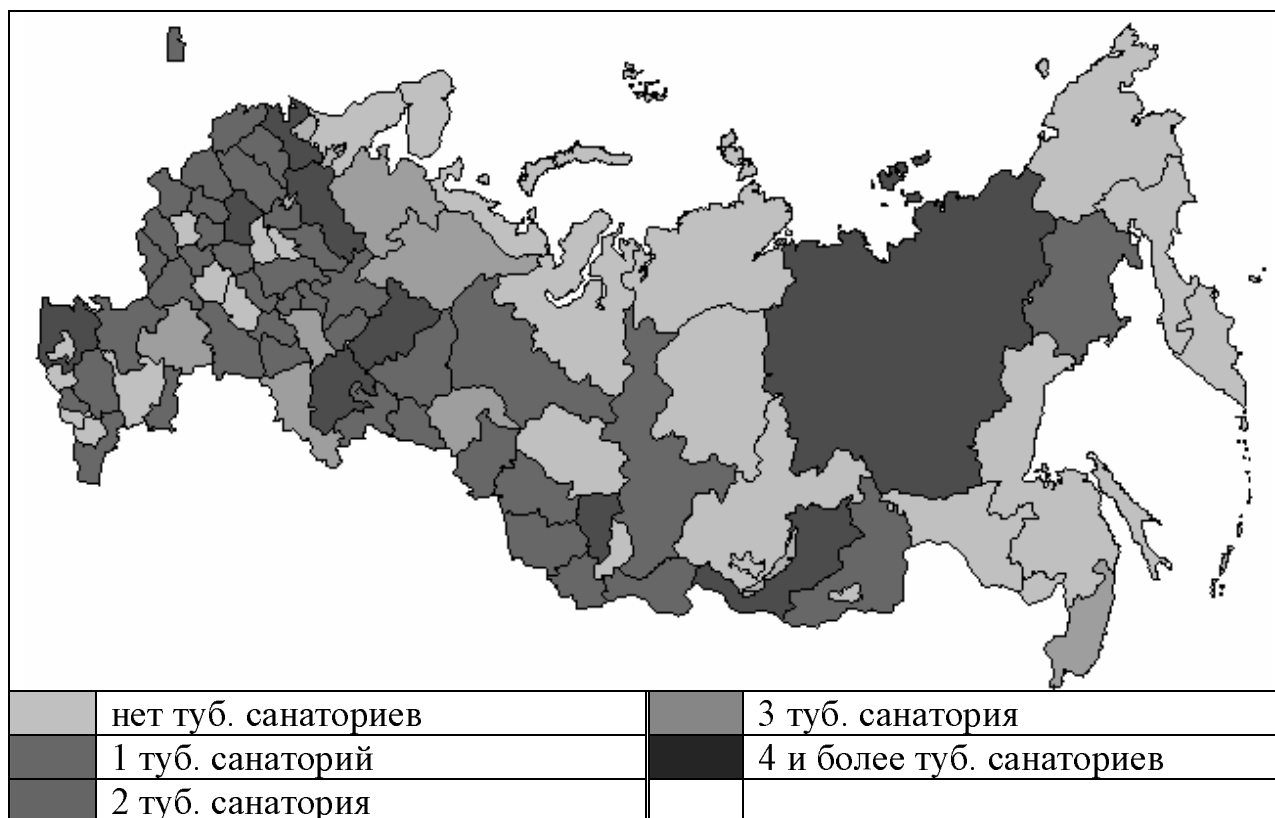 нет туб. санаториев
3 туб. санатория
1 туб. санаторий
4 и более туб. санаториев
2 туб. санатория